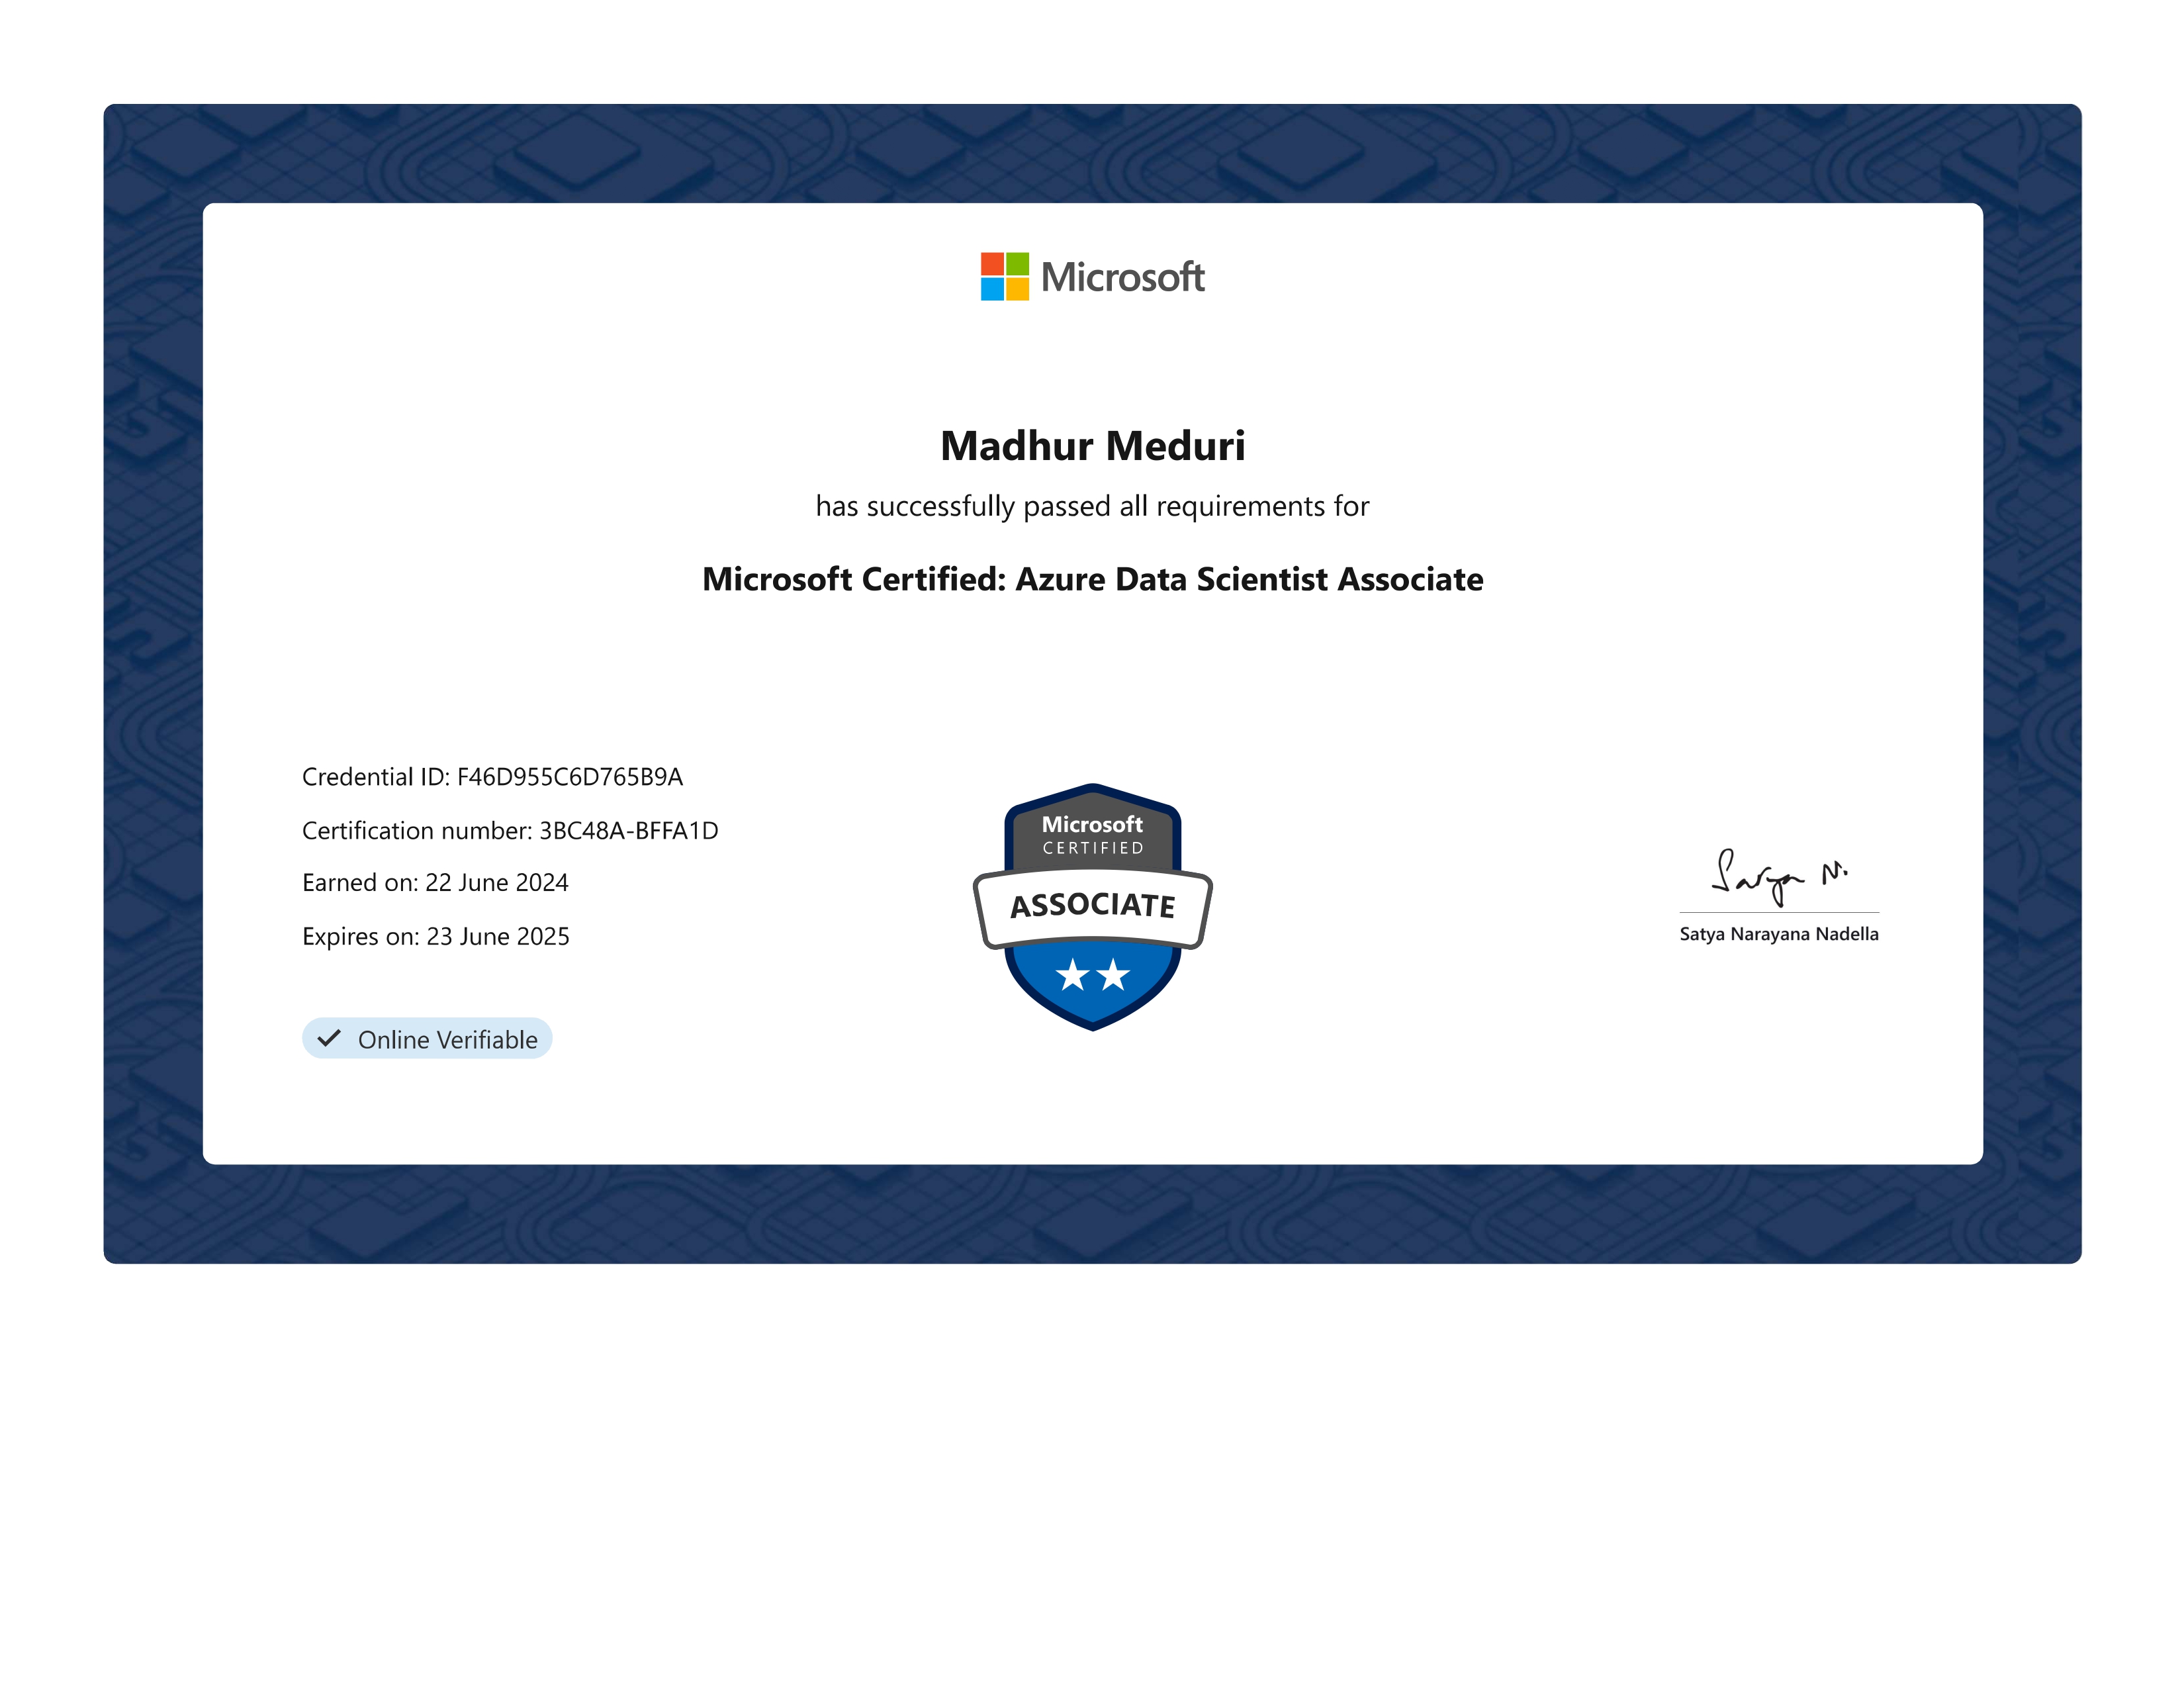 Microsoft
Madhur Meduri
has successfully passed all requirements for
Microsoft Certified: Azure Data Scientist Associate
Credential ID: F46D955C6D765B9A
Certification number: 3BC48A-BFFA1D
Earned on: 22 June 2024
Expires on: 23 June 2025
Online Verifiable
Microsoft
CERTIFIED
ASSOCIATE
Satya N.
Satya Narayana Nadella